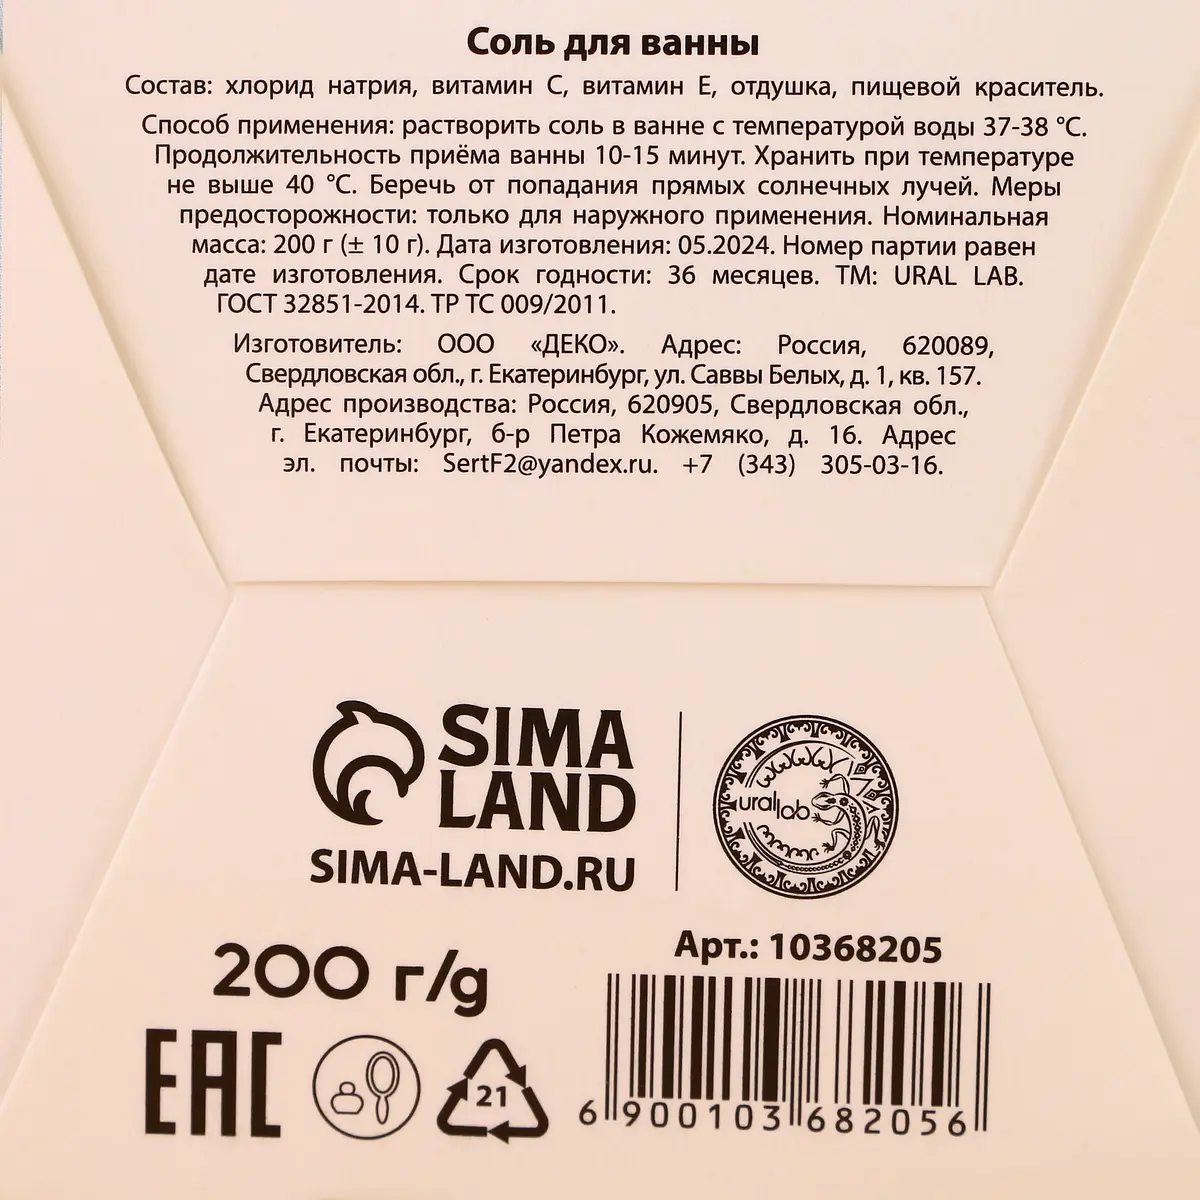 Соль для ванны
Состав: хлорид натрия, витамин С, витамин Е, отдушка, пищевой краситель.
Способ применения: растворить соль в ванне с температурой воды 37-38 °С.
Продолжительность приёма ванны 10-15 минут. Хранить при температуре
не выше 40 °С. Беречь от попадания прямых солнечных лучей. Меры
предосторожности: только для наружного применения. Номинальная
масса: 200 г (± 10 г). Дата изготовления: 05.2024. Номер партии равен
дате изготовления. Срок годности: 36 месяцев. ТМ: URAL LAB.
ГОСТ 32851-2014. ТР ТС 009/2011.
Изготовитель: ООО «ДЕКО». Адрес: Россия, 620089,
Свердловская обл., г. Екатеринбург, ул. Саввы Белых, д. 1, кв. 157.
Адрес производства: Россия, 620905, Свердловская обл.,
г. Екатеринбург, б-р Петра Кожемяко, д. 16. Адрес
эл. почты: SertF2@yandex.ru. +7 (343) 305-03-16.
SIMA
LAND
SIMA-LAND.RU
ural lab
200 г/g
Арт.: 10368205
EAC
21
6 900103 682056